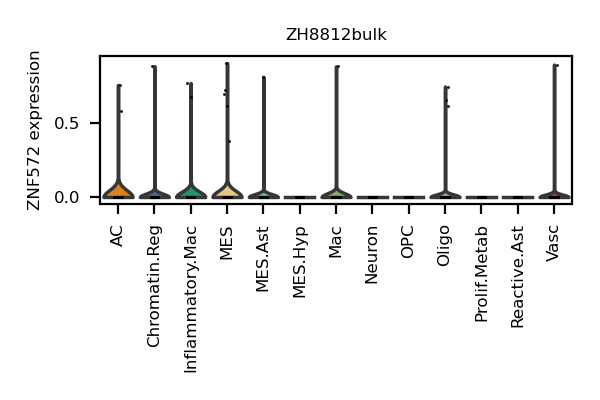 ZH8812bulk
ZNF572 expression
0.5
0.0
AC
Chromatin.Reg
Inflammatory.Mac
MES
MES.Ast
MES.Hyp
Mac
Neuron
OPC
Oligo
Prolif.Metab
Reactive.Ast
Vasc